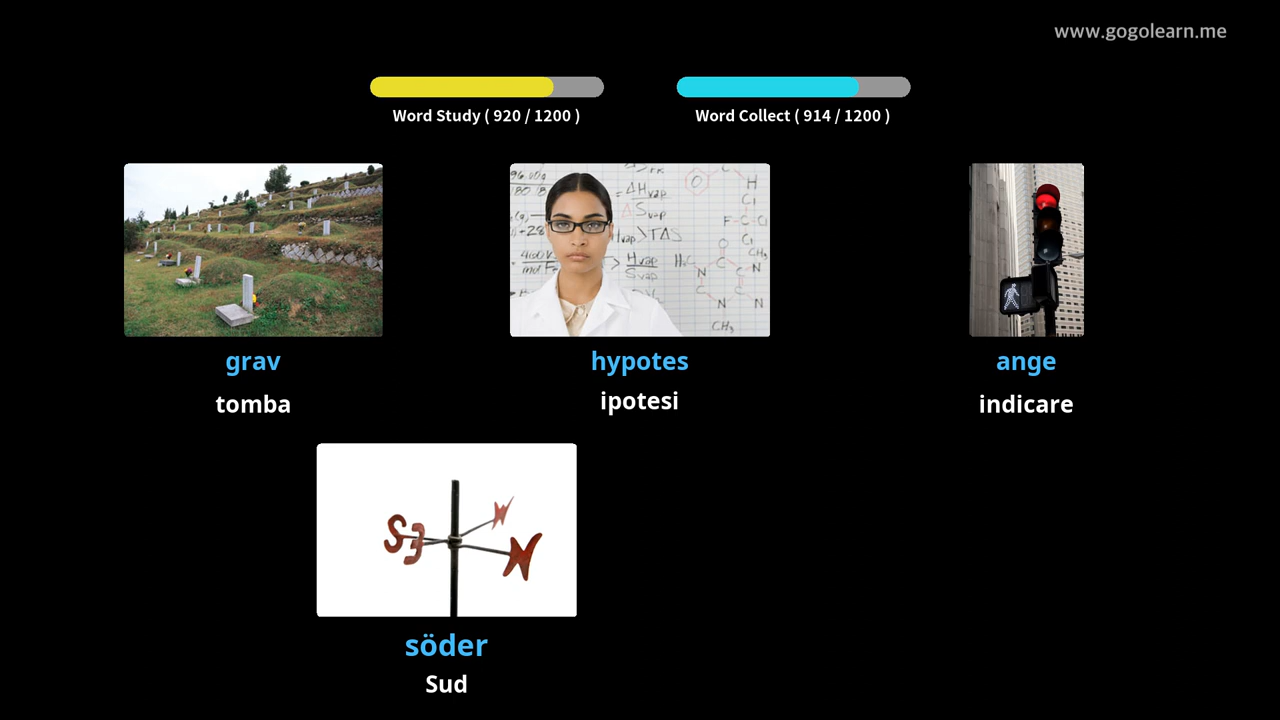 www.gogolearn.me
Word Study ( 920 / 1200 )
Word Collect ( 914 / 1200 )
grav
tomba
hypotes
ipotesi
ange
indicare
söder
Sud